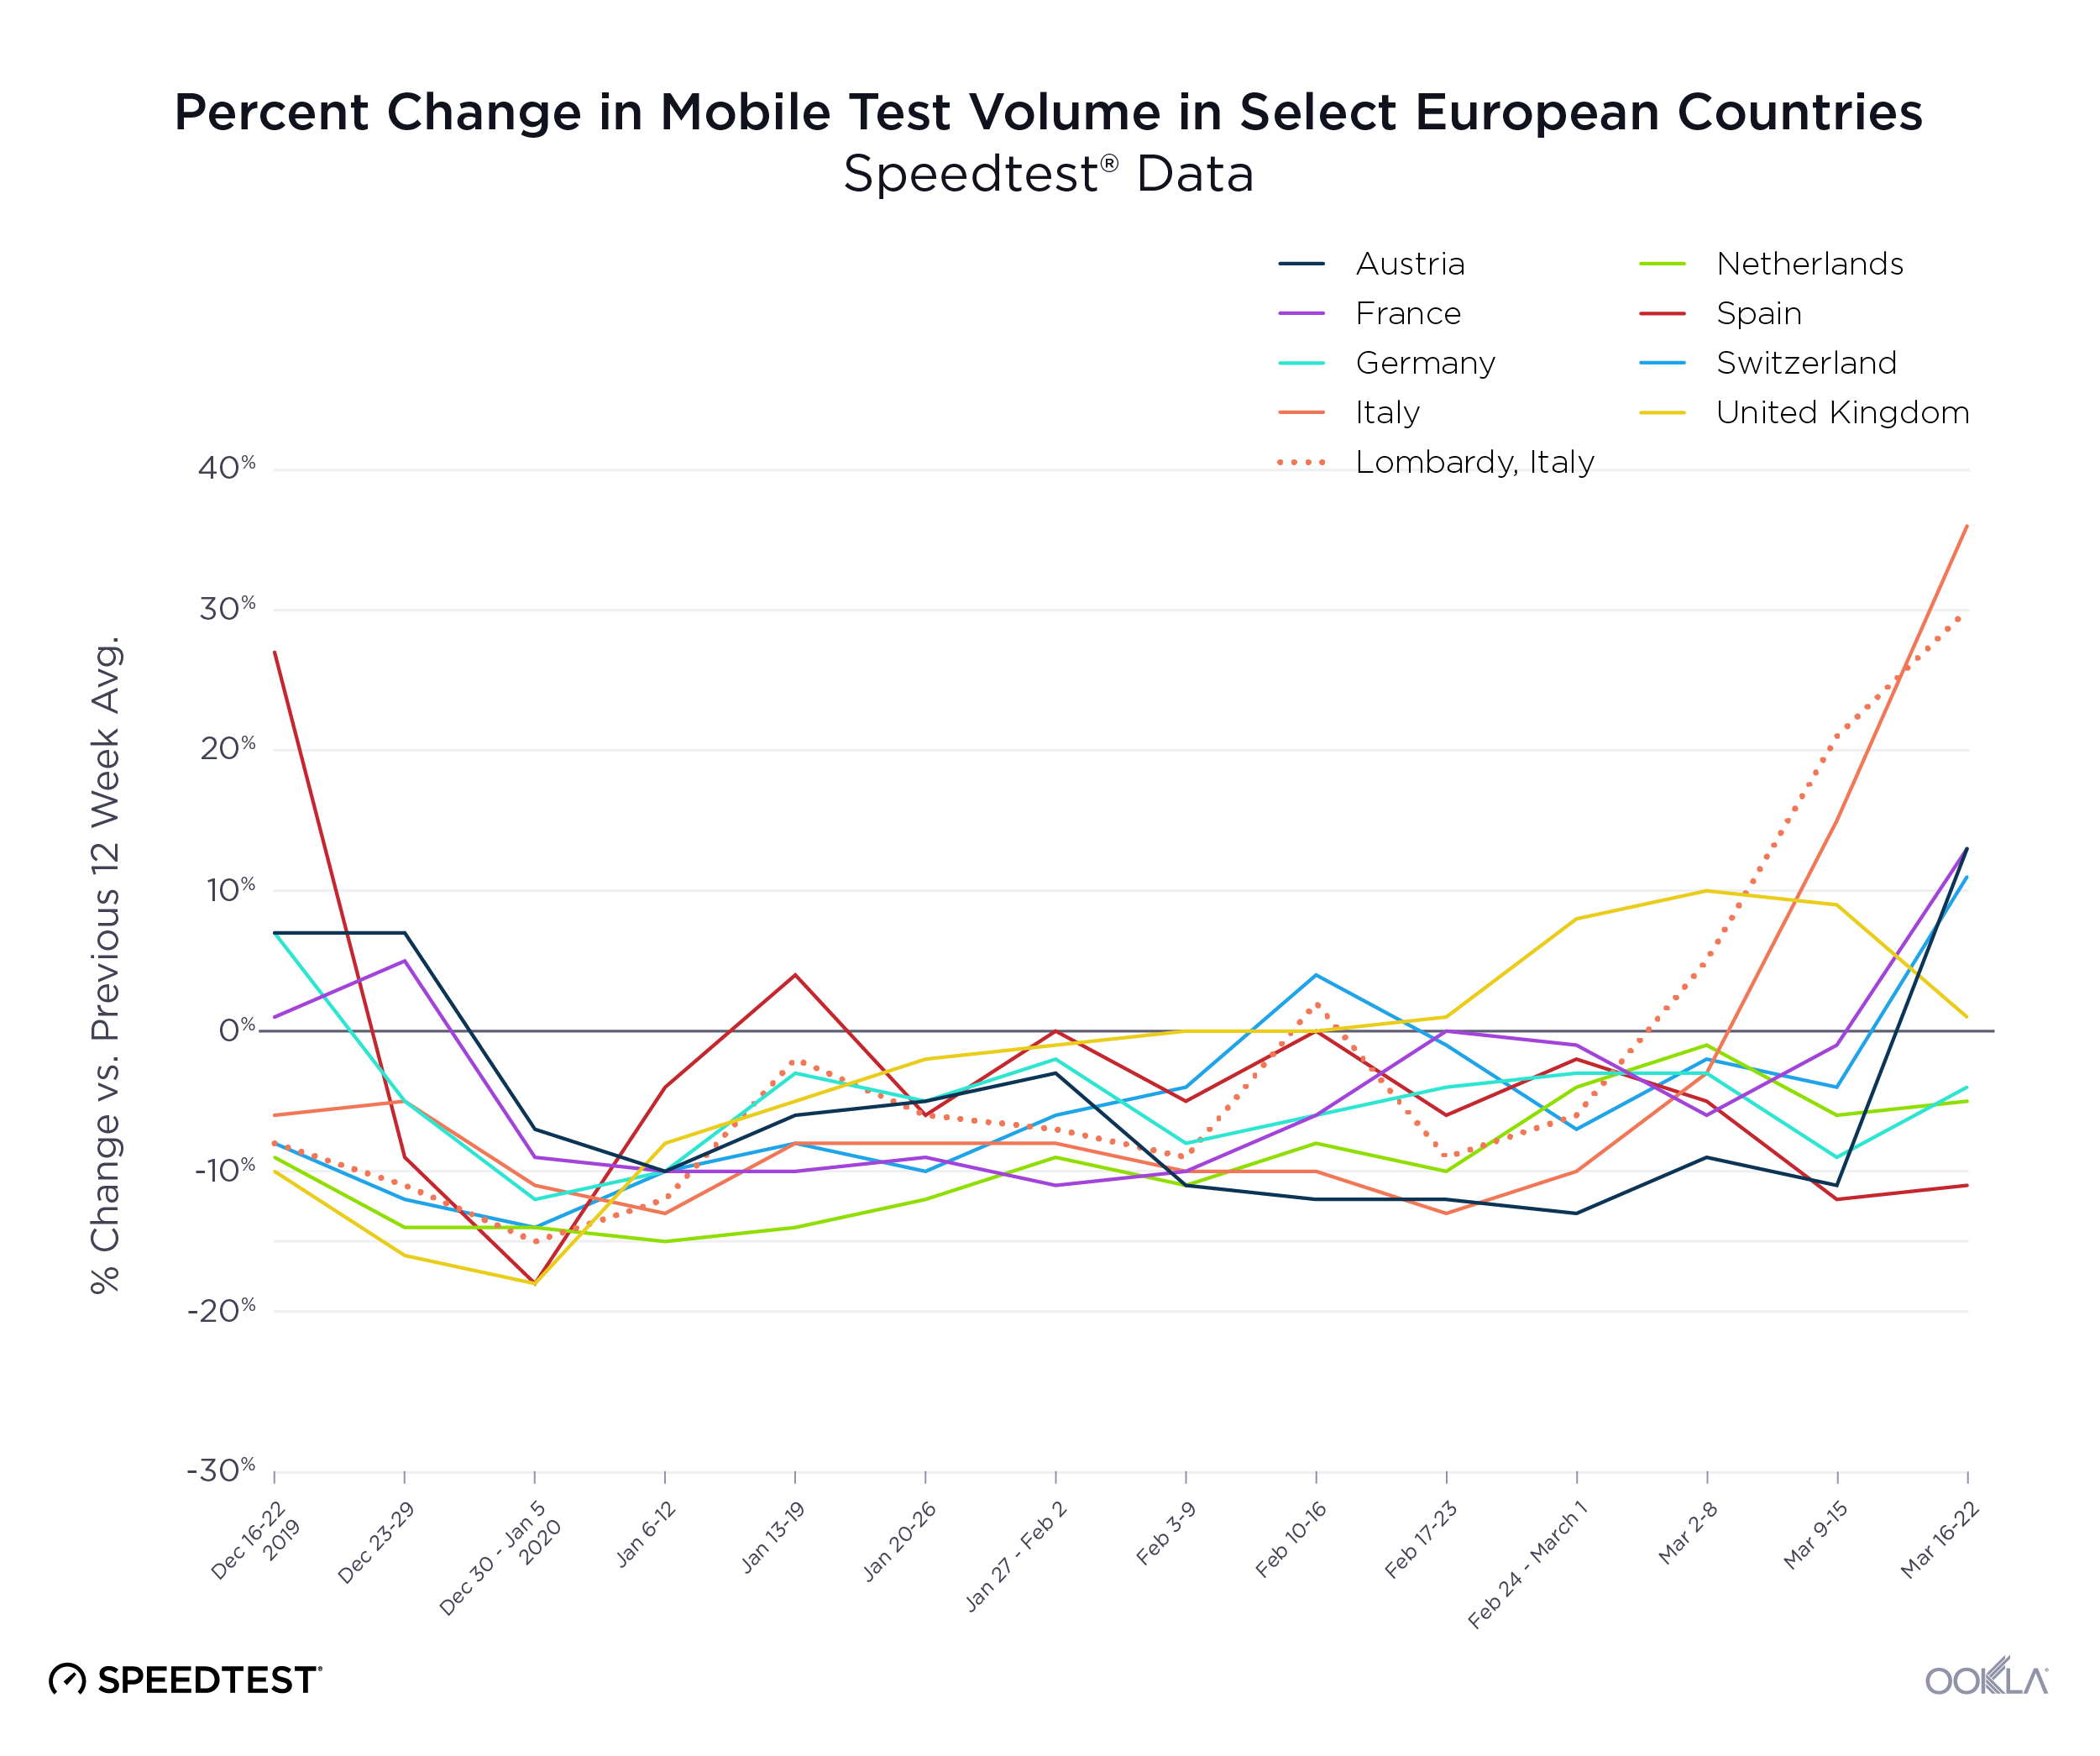 Percent Change in Mobile Test Volume in Select European Countries
Speedtest® Data
Austria
France
Germany
Italy
Lombardy, Italy
Netherlands
Spain
Switzerland
United Kingdom
% Change vs. Previous 12 Week Avg.
40%
30%
20%
10%
0%
-10%
-20%
-30%
Dec 16-22
2019
Dec 23-29
Dec 30 - Jan 5
2020
Jan 6-12
Jan 13-19
Jan 20-26
Jan 27 - Feb 2
Feb 3-9
Feb 10-16
Feb 17-23
Feb 24 - March 1
Mar 2-8
Mar 9-15
Mar 16-22
SPEEDTEST®
OOKLA®